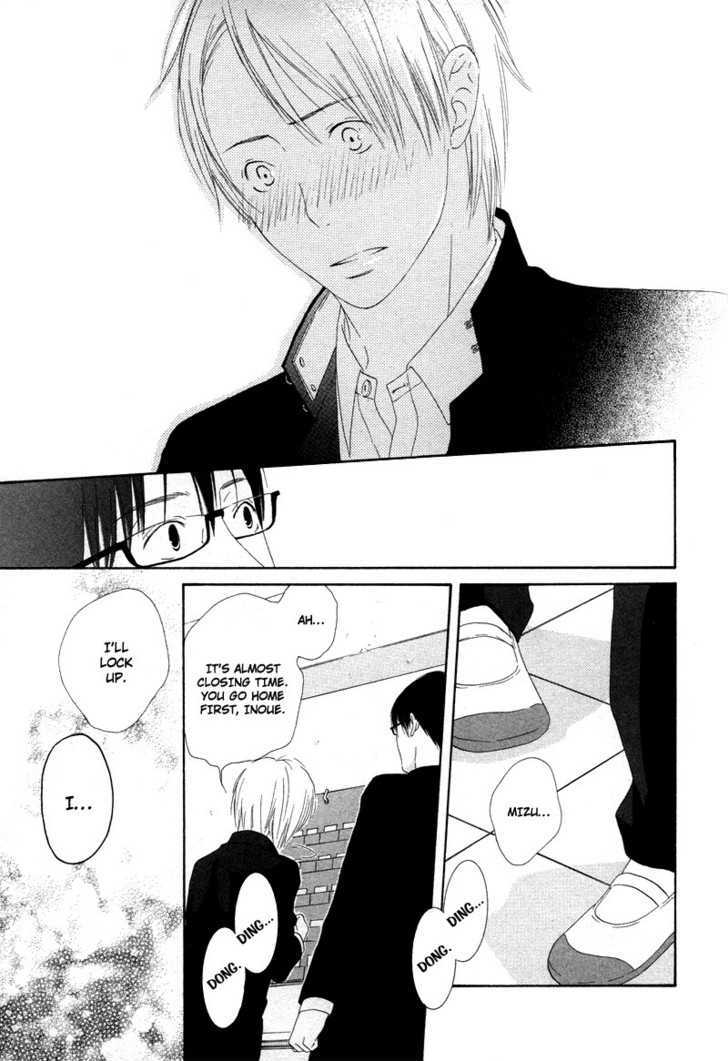 MIZU...
DING...
DONG.
AH...
IT'S ALMOST
CLOSING TIME.
YOU GO HOME
FIRST, INOUE.
DING...
DONG.
I'LL
LOCK
UP.
I...